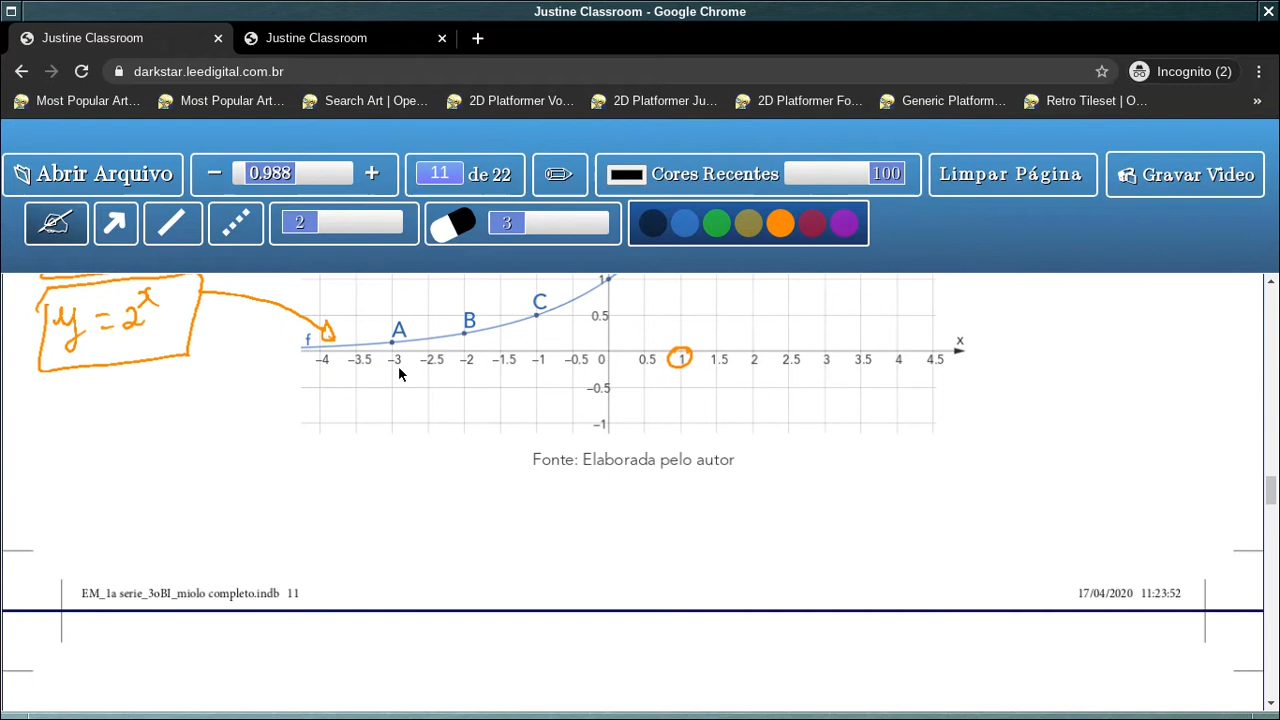 Justine Classroom - Google Chrome
Justine Classroom
Justine Classroom
darkstar.leedigital.com.br
Incognito (2)
Most Popular Art...
Most Popular Art...
Search Art | Ope...
2D Platformer Vo...
2D Platformer Ju...
2D Platformer Fo...
Generic Platform...
Retro Tileset | O...
»
Abrir Arquivo
− 0.988 +
11 de 22
Cores Recentes 100
Limpar Página
Gravar Video
2
3
y = 2^x
1
0.5
C
B
A
f
x
−4 −3.5 −3 −2.5 −2 −1.5 −1 −0.5 0 0.5 1 1.5 2 2.5 3 3.5 4 4.5
−0.5
−1
Fonte: Elaborada pelo autor
EM_1a serie_3oBI_miolo completo.indb 11
17/04/2020 11:23:52